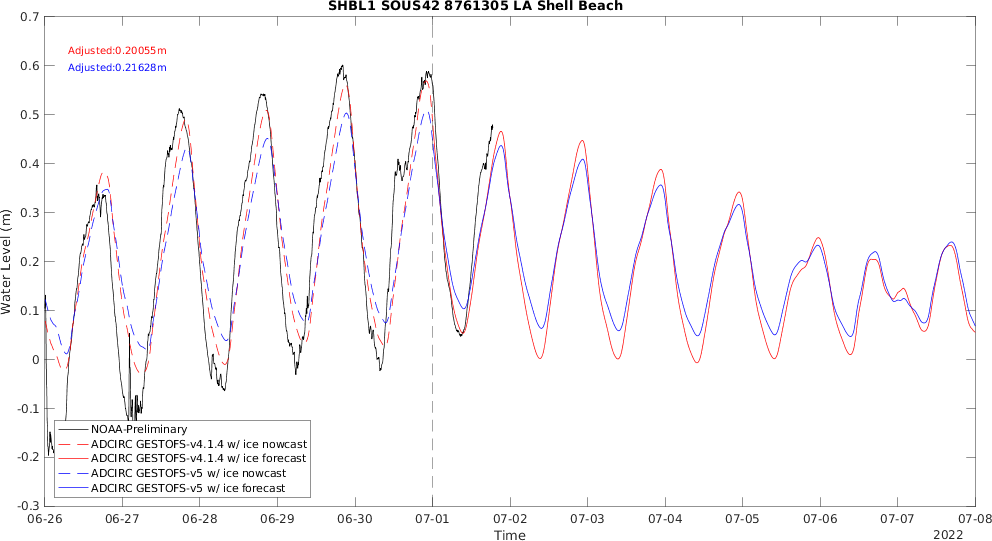 SHBL1 SOUS42 8761305 LA Shell Beach
0.7
0.6
0.5
0.4
0.3
0.2
0.1
0
-0.1
-0.2
-0.3
Water Level (m)
Adjusted:0.20055m
Adjusted:0.21628m
NOAA-Preliminary
ADCIRC GESTOFS-v4.1.4 w/ ice nowcast
ADCIRC GESTOFS-v4.1.4 w/ ice forecast
ADCIRC GESTOFS-v5 w/ ice nowcast
ADCIRC GESTOFS-v5 w/ ice forecast
06-26 06-27 06-28 06-29 06-30 07-01 07-02 07-03 07-04 07-05 07-06 07-07 07-08
Time
2022